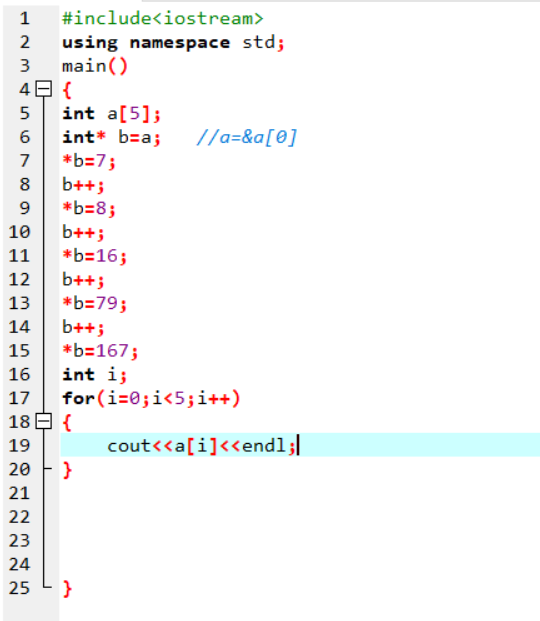 1 #include<iostream>
2 using namespace std;
3 main()
4 {
5 int a[5];
6 int* b=a; //a=&a[0]
7 *b=7;
8 b++;
9 *b=8;
10 b++;
11 *b=16;
12 b++;
13 *b=79;
14 b++;
15 *b=167;
16 int i;
17 for(i=0;i<5;i++)
18 {
19 cout<<a[i]<<endl;
20 }
21
22
23
24
25 }